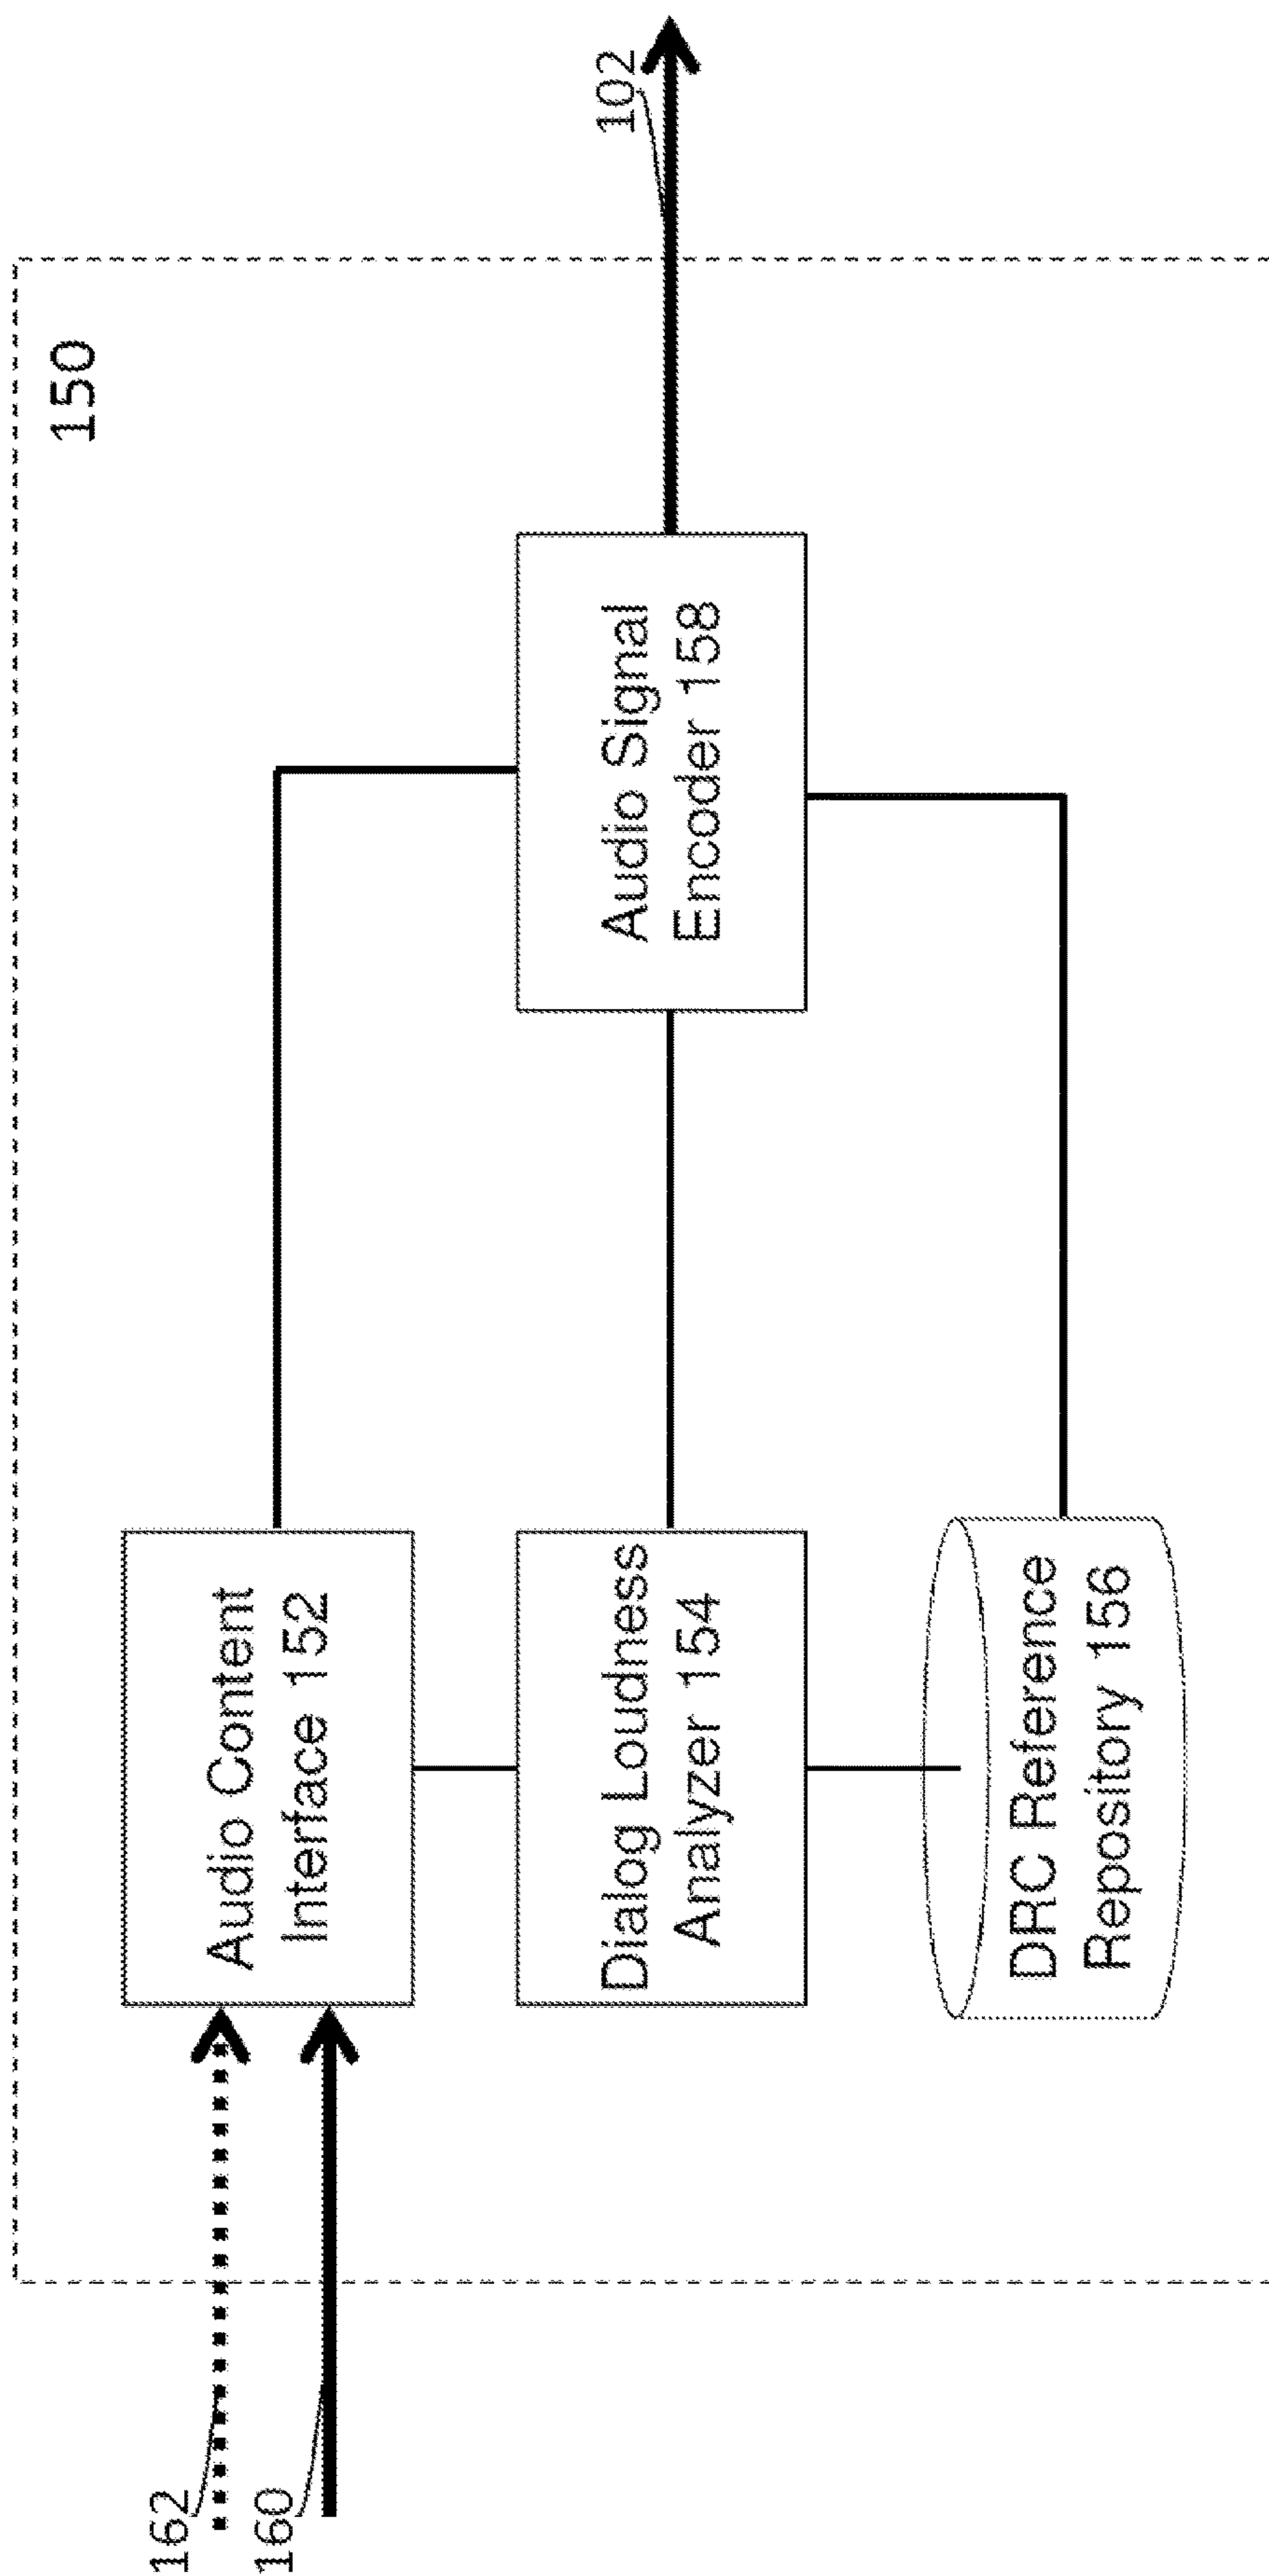 150
162
160
Audio Content
Interface 152
Dialog Loudness
Analyzer 154
DRC Reference
Repository 156
Audio Signal
Encoder 158
102